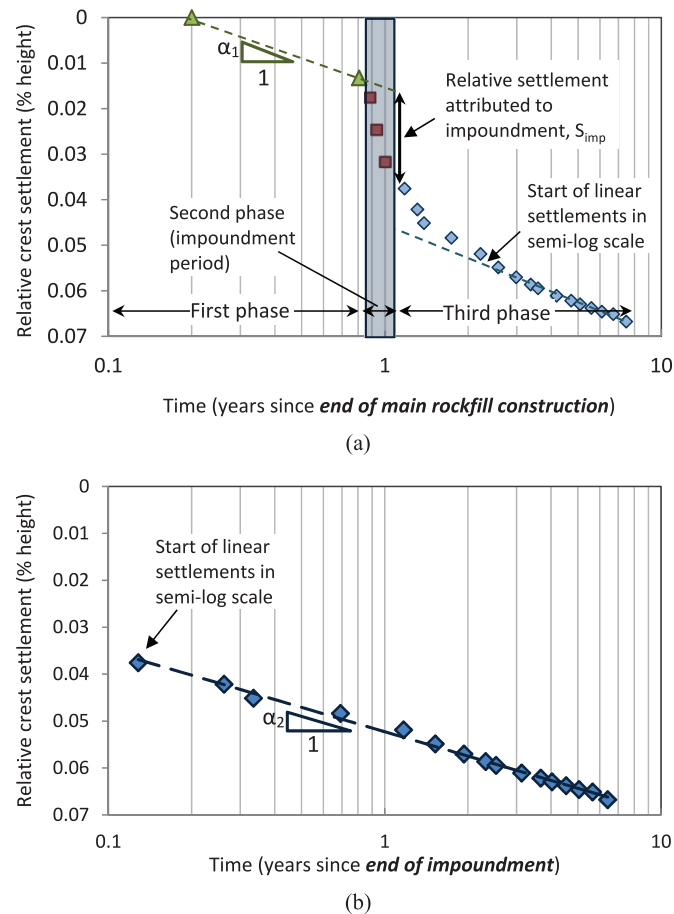 0
0.01
0.02
0.03
0.04
0.05
0.06
0.07
Relative crest settlement (% height)
α1
1
Relative settlement
attributed to
impoundment, Simp
Second phase
(impoundment
period)
Start of linear
settlements in
semi-log scale
First phase
Third phase
0.1
1
10
Time (years since end of main rockfill construction)
(a)
0
0.01
0.02
0.03
0.04
0.05
0.06
0.07
Relative crest settlement (% height)
Start of linear
settlements in
semi-log scale
α2
1
0.1
1
10
Time (years since end of impoundment)
(b)